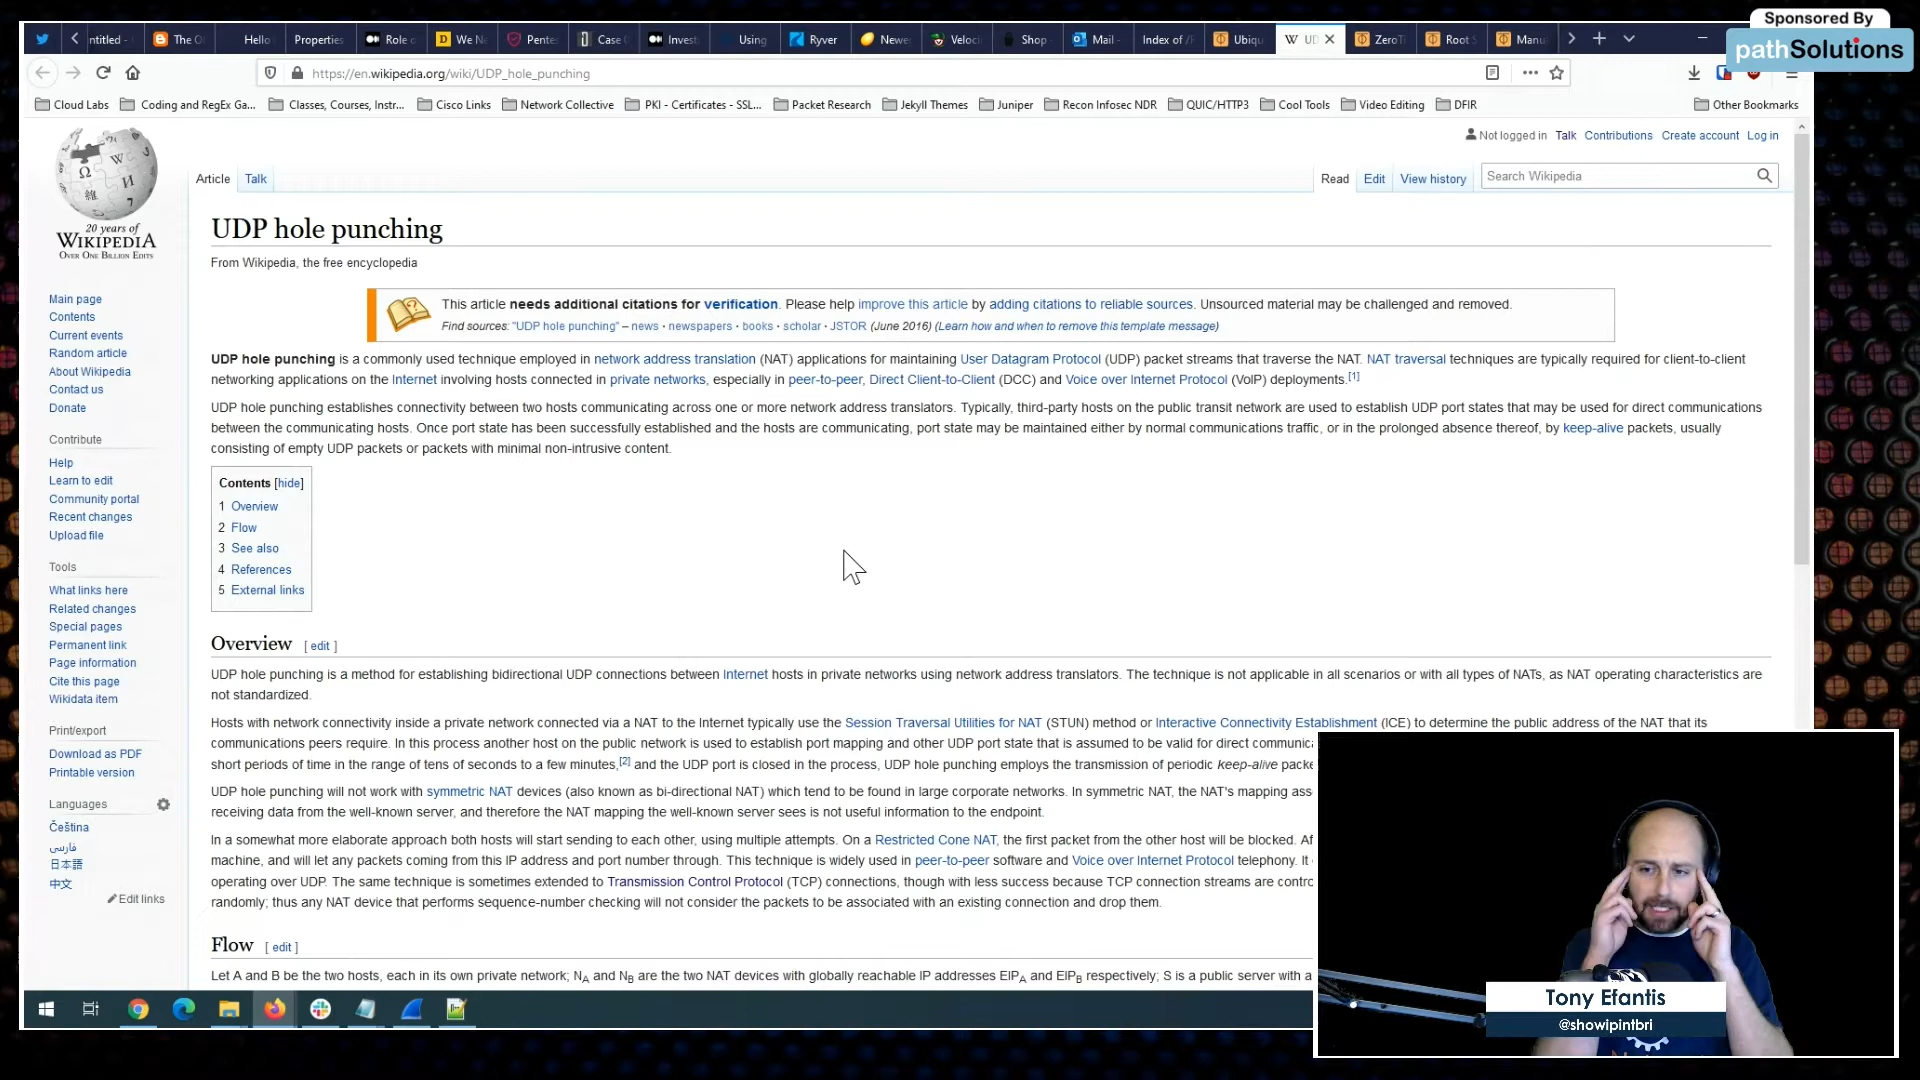 Sponsored By
pathSolutions
ntitled -
The O
Hello
Properties
Role o
We Ne
Pente
Case
Invest
Using
Ryver
Newe
Veloci
Shop
Mail -
Index of /
Ubiqu
UD
ZeroTi
Root S
Manu
https://en.wikipedia.org/wiki/UDP_hole_punching
Cloud Labs
Coding and RegEx Ga...
Classes, Courses, Instr...
Cisco Links
Network Collective
PKI - Certificates - SSL...
Packet Research
Jekyll Themes
Juniper
Recon Infosec NDR
QUIC/HTTP3
Cool Tools
Video Editing
DFIR
Other Bookmarks
Not logged in Talk Contributions Create account Log in
Article Talk
Read Edit View history
Search Wikipedia
20 years of
WIKIPEDIA
Over One Billion Edits
Main page
Contents
Current events
Random article
About Wikipedia
Contact us
Donate
Contribute
Help
Learn to edit
Community portal
Recent changes
Upload file
Tools
What links here
Related changes
Special pages
Permanent link
Page information
Cite this page
Wikidata item
Print/export
Download as PDF
Printable version
Languages
Čeština
فارسی
日本語
中文
Edit links
UDP hole punching
From Wikipedia, the free encyclopedia
This article needs additional citations for verification. Please help improve this article by adding citations to reliable sources. Unsourced material may be challenged and removed.
Find sources: "UDP hole punching" – news · newspapers · books · scholar · JSTOR (June 2016) (Learn how and when to remove this template message)
UDP hole punching is a commonly used technique employed in network address translation (NAT) applications for maintaining User Datagram Protocol (UDP) packet streams that traverse the NAT. NAT traversal techniques are typically required for client-to-client
networking applications on the Internet involving hosts connected in private networks, especially in peer-to-peer, Direct Client-to-Client (DCC) and Voice over Internet Protocol (VoIP) deployments.[1]
UDP hole punching establishes connectivity between two hosts communicating across one or more network address translators. Typically, third-party hosts on the public transit network are used to establish UDP port states that may be used for direct communications
between the communicating hosts. Once port state has been successfully established and the hosts are communicating, port state may be maintained either by normal communications traffic, or in the prolonged absence thereof, by keep-alive packets, usually
consisting of empty UDP packets or packets with minimal non-intrusive content.
Contents [hide]
1 Overview
2 Flow
3 See also
4 References
5 External links
Overview [ edit ]
UDP hole punching is a method for establishing bidirectional UDP connections between Internet hosts in private networks using network address translators. The technique is not applicable in all scenarios or with all types of NATs, as NAT operating characteristics are
not standardized.
Hosts with network connectivity inside a private network connected via a NAT to the Internet typically use the Session Traversal Utilities for NAT (STUN) method or Interactive Connectivity Establishment (ICE) to determine the public address of the NAT that its
communications peers require. In this process another host on the public network is used to establish port mapping and other UDP port state that is assumed to be valid for direct communica
short periods of time in the range of tens of seconds to a few minutes,[2] and the UDP port is closed in the process, UDP hole punching employs the transmission of periodic keep-alive packe
UDP hole punching will not work with symmetric NAT devices (also known as bi-directional NAT) which tend to be found in large corporate networks. In symmetric NAT, the NAT's mapping ass
receiving data from the well-known server, and therefore the NAT mapping the well-known server sees is not useful information to the endpoint.
In a somewhat more elaborate approach both hosts will start sending to each other, using multiple attempts. On a Restricted Cone NAT, the first packet from the other host will be blocked. Af
machine, and will let any packets coming from this IP address and port number through. This technique is widely used in peer-to-peer software and Voice over Internet Protocol telephony. It
operating over UDP. The same technique is sometimes extended to Transmission Control Protocol (TCP) connections, though with less success because TCP connection streams are contro
randomly; thus any NAT device that performs sequence-number checking will not consider the packets to be associated with an existing connection and drop them.
Flow [ edit ]
Let A and B be the two hosts, each in its own private network; NA and NB are the two NAT devices with globally reachable IP addresses EIPA and EIPB respectively; S is a public server with a
Tony Efantis
@showipintbri